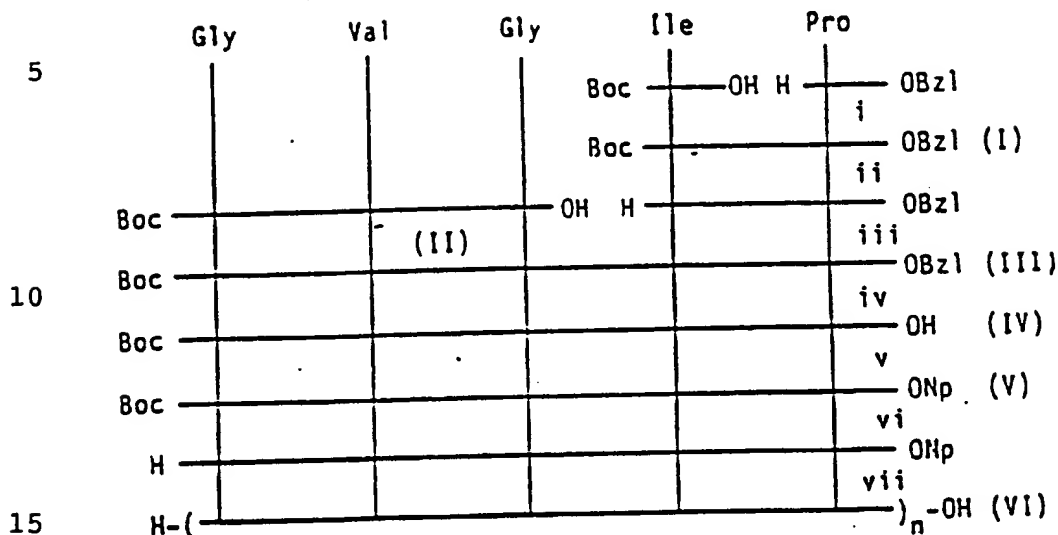 Gly Val Gly Ile Pro
5
Boc OH H OBzl
i
Boc OBzl (I)
ii
Boc OH H OBzl
(II) iii
10 Boc OBzl (III)
iv
Boc OH (IV)
v
Boc ONp (V)
vi
H ONp
vii
15 H-( )n-OH (VI)